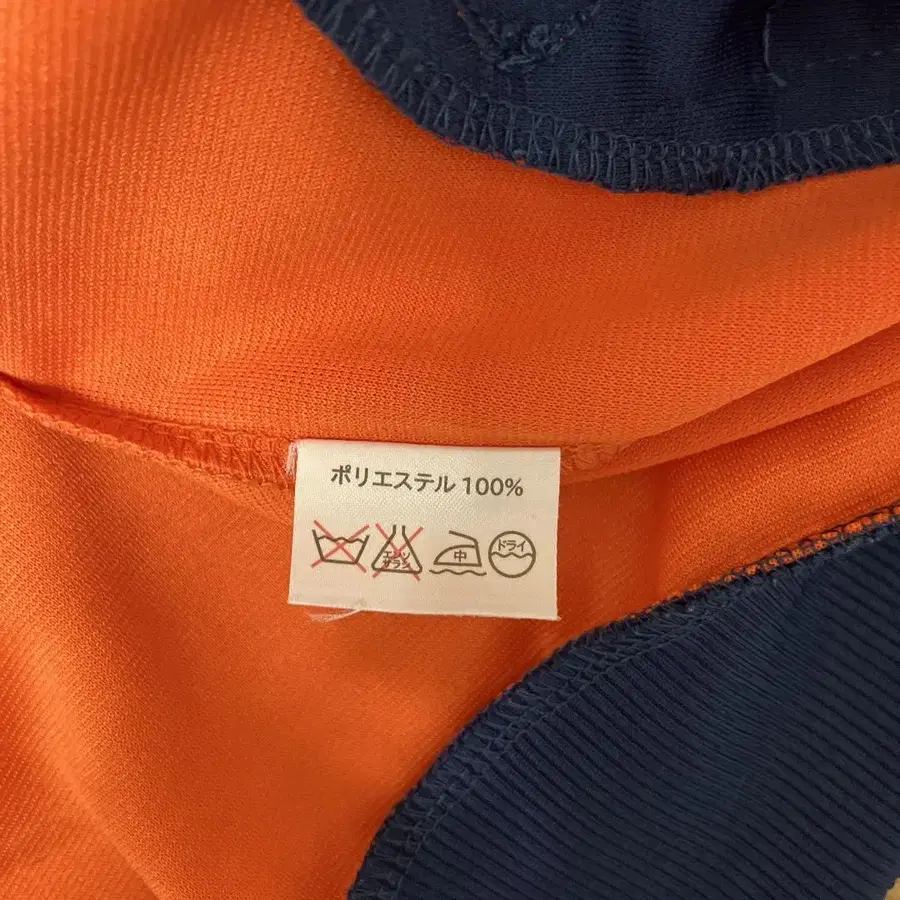 ポリエステル 100%
エンソ
サラシ
中
ドライ